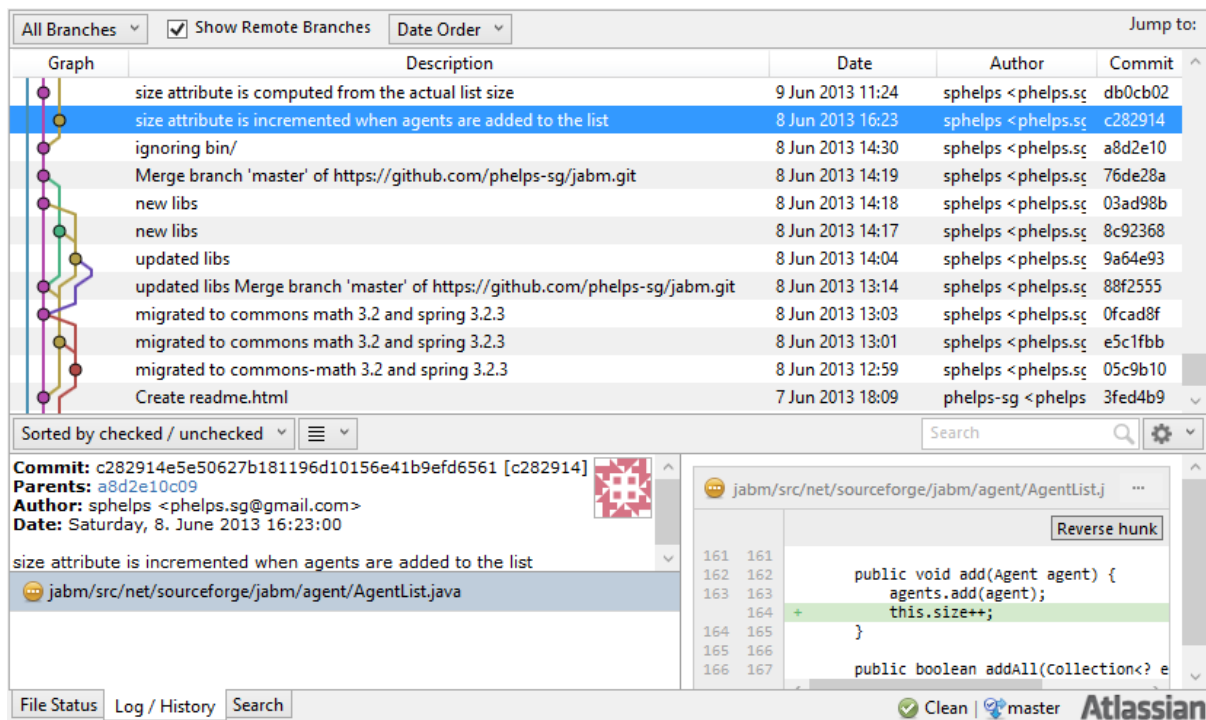 All Branches Show Remote Branches Date Order Jump to:
Graph Description Date Author Commit
size attribute is computed from the actual list size 9 Jun 2013 11:24 sphelps <phelps.sg db0cb02
size attribute is incremented when agents are added to the list 8 Jun 2013 16:23 sphelps <phelps.sg c282914
ignoring bin/ 8 Jun 2013 14:30 sphelps <phelps.sg a8d2e10
Merge branch 'master' of https://github.com/phelps-sg/jabm.git 8 Jun 2013 14:19 sphelps <phelps.sg 76de28a
new libs 8 Jun 2013 14:18 sphelps <phelps.sg 03ad98b
new libs 8 Jun 2013 14:17 sphelps <phelps.sg 8c92368
updated libs 8 Jun 2013 14:04 sphelps <phelps.sg 9a64e93
updated libs Merge branch 'master' of https://github.com/phelps-sg/jabm.git 8 Jun 2013 13:14 sphelps <phelps.sg 88f2555
migrated to commons math 3.2 and spring 3.2.3 8 Jun 2013 13:03 sphelps <phelps.sg 0fcad8f
migrated to commons math 3.2 and spring 3.2.3 8 Jun 2013 13:01 sphelps <phelps.sg e5c1fbb
migrated to commons-math 3.2 and spring 3.2.3 8 Jun 2013 12:59 sphelps <phelps.sg 05c9b10
Create readme.html 7 Jun 2013 18:09 phelps-sg <phelps 3fed4b9
Sorted by checked / unchecked Search
Commit: c282914e5e50627b181196d10156e41b9efd6561 [c282914]
Parents: a8d2e10c09
Author: sphelps <phelps.sg@gmail.com>
Date: Saturday, 8. June 2013 16:23:00
size attribute is incremented when agents are added to the list
jabm/src/net/sourceforge/jabm/agent/AgentList.java
jabm/src/net/sourceforge/jabm/agent/AgentList.j ...
Reverse hunk
161 161
162 162 public void add(Agent agent) {
163 163 agents.add(agent);
164 + this.size++;
164 165 }
165 166
166 167 public boolean addAll(Collection<? e
File Status Log / History Search Clean | master Atlassian